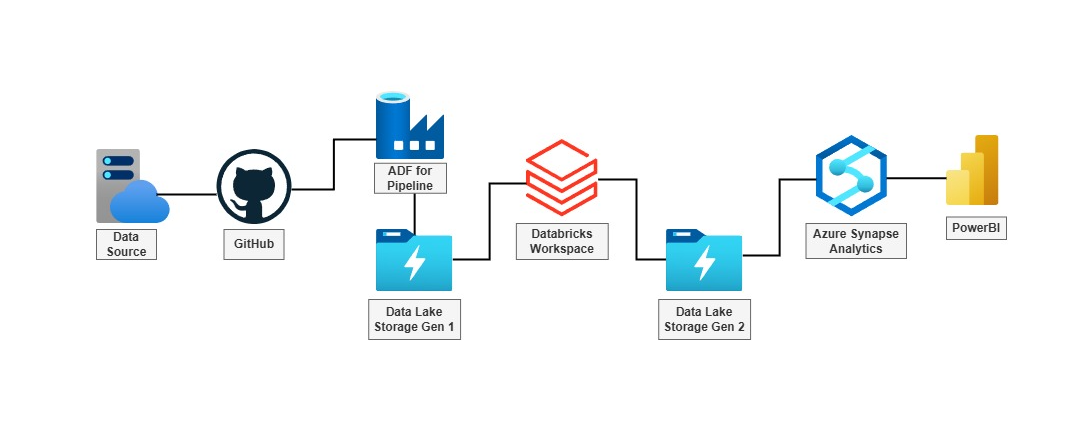 Data
Source
GitHub
ADF for
Pipeline
Data Lake
Storage Gen 1
Databricks
Workspace
Data Lake
Storage Gen 2
Azure Synapse
Analytics
PowerBI